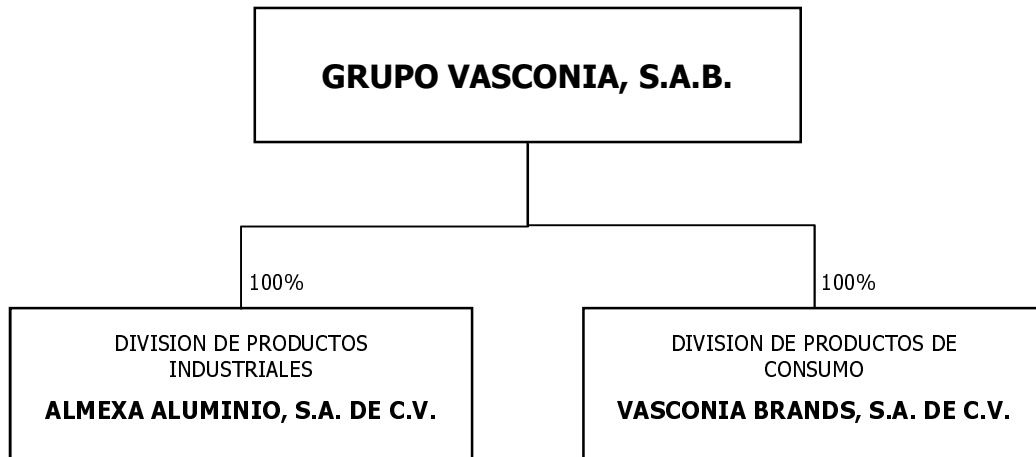 GRUPO VASCONIA, S.A.B.
100%
100%
DIVISION DE PRODUCTOS
INDUSTRIALES
ALMEXA ALUMINIO, S.A. DE C.V.
DIVISION DE PRODUCTOS DE
CONSUMO
VASCONIA BRANDS, S.A. DE C.V.